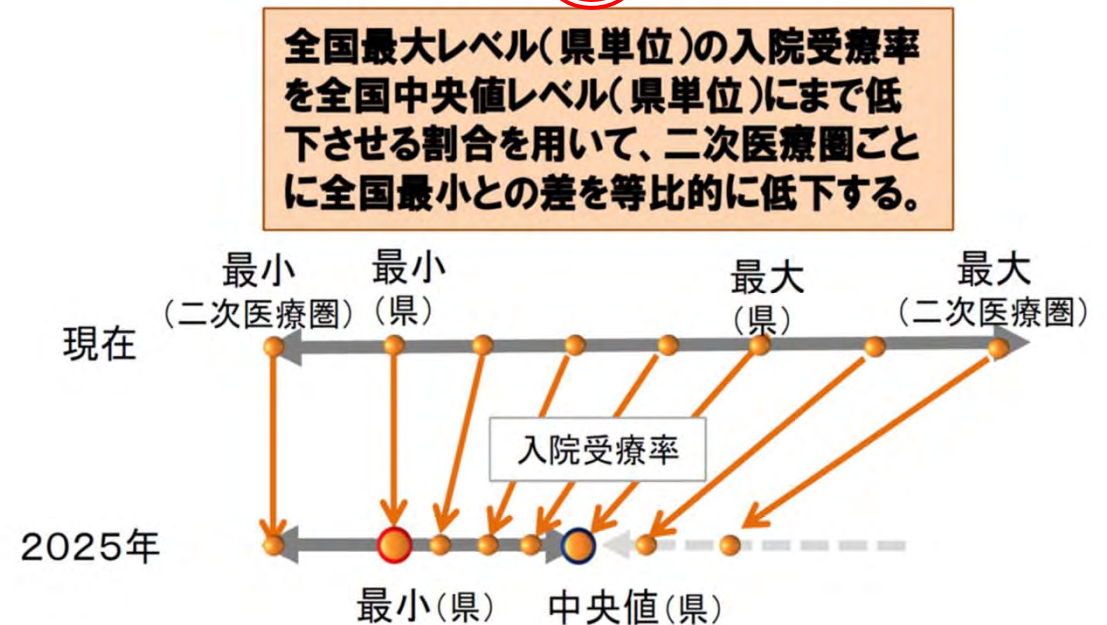 全国最大レベル(県単位)の入院受療率
を全国中央値レベル(県単位)にまで低
下させる割合を用いて、二次医療圏ごと
に全国最小との差を等比的に低下する。
最小
(二次医療圏)
最小
(県)
最大
(県)
最大
(二次医療圏)
現在
入院受療率
2025年
最小(県)
中央値(県)